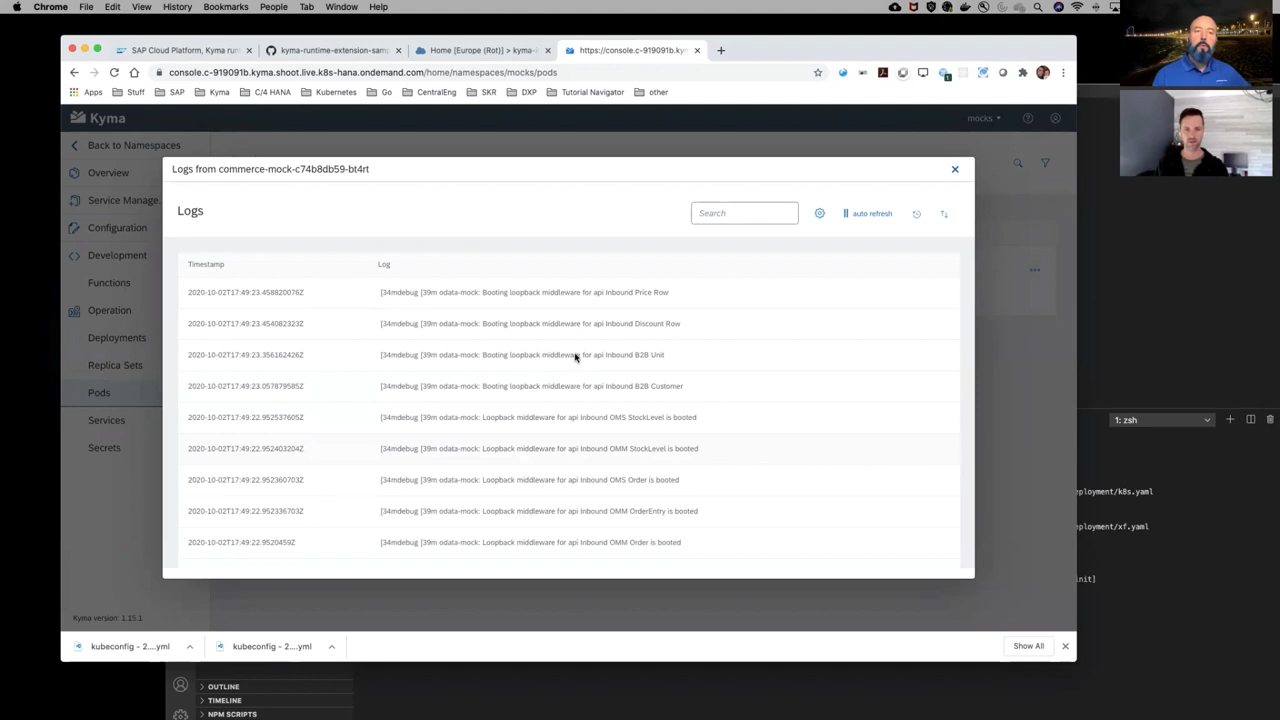 Chrome File Edit View History Bookmarks People Tab Window Help
SAP Cloud Platform, Kyma run
kyma-runtime-extension-sam
Home [Europe (Rot)] > kyma-
https://console.c-919091b.kym
console.c-919091b.kyma.shoot.live.k8s-hana.ondemand.com/home/namespaces/mocks/pods
Apps Stuff SAP Kyma C/4 HANA Kubernetes Go CentralEng SKR DXP Tutorial Navigator other
Kyma
mocks
Back to Namespaces
Overview
Service Manage.
Configuration
Development
Functions
Operation
Deployments
Replica Sets
Pods
Services
Secrets
Kyma version: 1.15.1
Logs from commerce-mock-c74b8db59-bt4rt
Logs
Search
auto refresh
Timestamp Log
2020-10-02T17:49:23.458820076Z [34mdebug [39m odata-mock: Booting loopback middleware for api Inbound Price Row
2020-10-02T17:49:23.454082323Z [34mdebug [39m odata-mock: Booting loopback middleware for api Inbound Discount Row
2020-10-02T17:49:23.356162426Z [34mdebug [39m odata-mock: Booting loopback middleware for api Inbound B2B Unit
2020-10-02T17:49:23.057879585Z [34mdebug [39m odata-mock: Booting loopback middleware for api Inbound B2B Customer
2020-10-02T17:49:22.952537605Z [34mdebug [39m odata-mock: Loopback middleware for api Inbound OMS StockLevel is booted
2020-10-02T17:49:22.952403204Z [34mdebug [39m odata-mock: Loopback middleware for api Inbound OMM StockLevel is booted
2020-10-02T17:49:22.952360703Z [34mdebug [39m odata-mock: Loopback middleware for api Inbound OMS Order is booted
2020-10-02T17:49:22.952336703Z [34mdebug [39m odata-mock: Loopback middleware for api Inbound OMM OrderEntry is booted
2020-10-02T17:49:22.9520459Z [34mdebug [39m odata-mock: Loopback middleware for api Inbound OMM Order is booted
1: zsh
eployment/k8s.yaml
eployment/xf.yaml
init]
kubeconfig - 2....yml
kubeconfig - 2....yml
Show All
OUTLINE
TIMELINE
NPM SCRIPTS